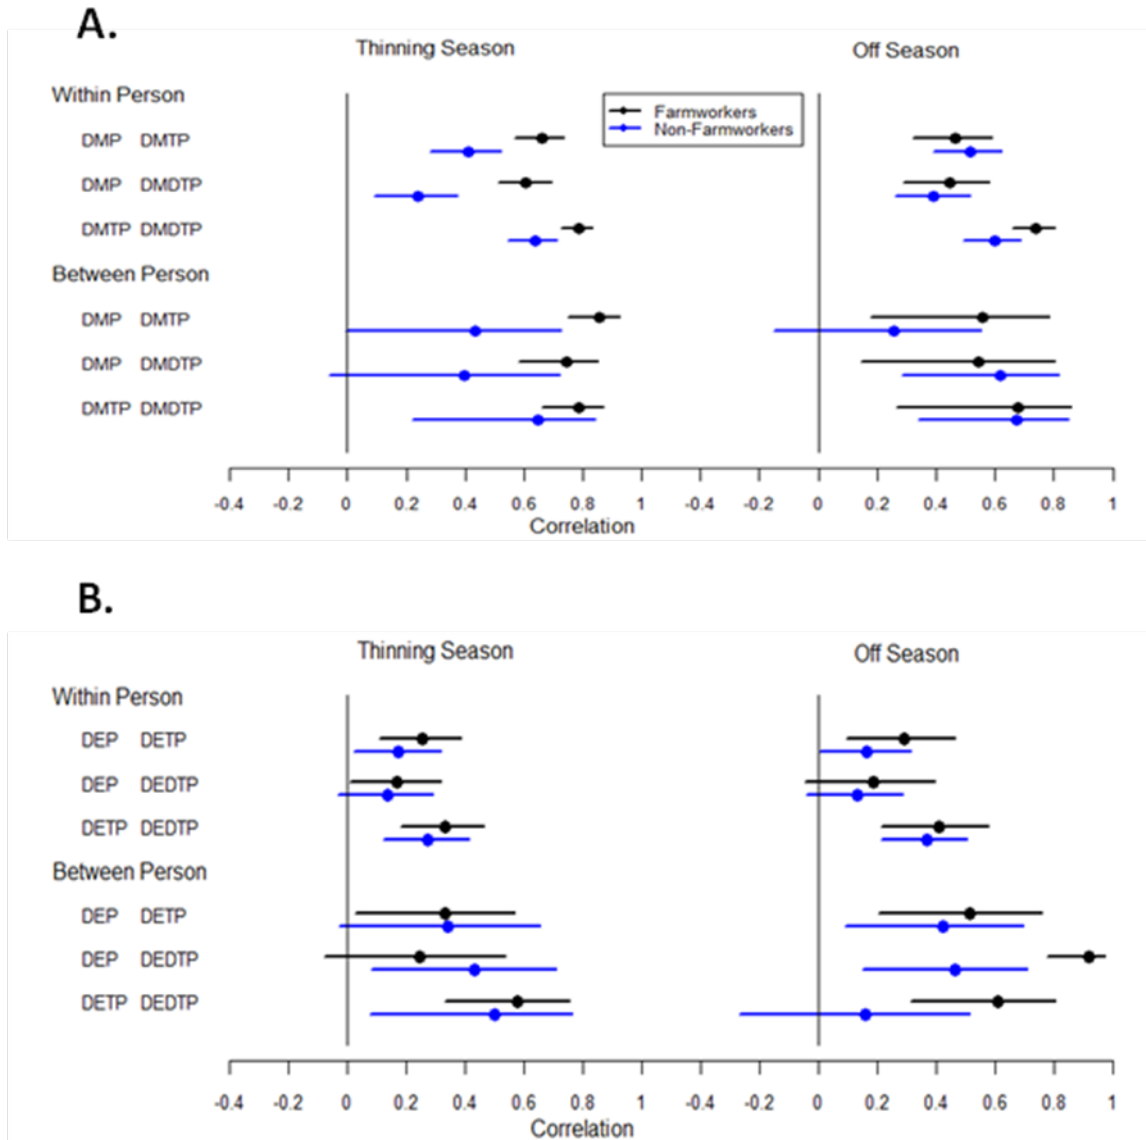 A.
Thinning Season Off Season
Within Person
Farmworkers
Non-Farmworkers
DMP DMTP
DMP DMDTP
DMTP DMDTP
Between Person
DMP DMTP
DMP DMDTP
DMTP DMDTP
-0.4 -0.2 0 0.2 0.4 0.6 0.8 1 -0.4 -0.2 0 0.2 0.4 0.6 0.8 1
Correlation
B.
Thinning Season Off Season
Within Person
DEP DETP
DEP DEDTP
DETP DEDTP
Between Person
DEP DETP
DEP DEDTP
DETP DEDTP
-0.4 -0.2 0 0.2 0.4 0.6 0.8 1 -0.4 -0.2 0 0.2 0.4 0.6 0.8 1
Correlation